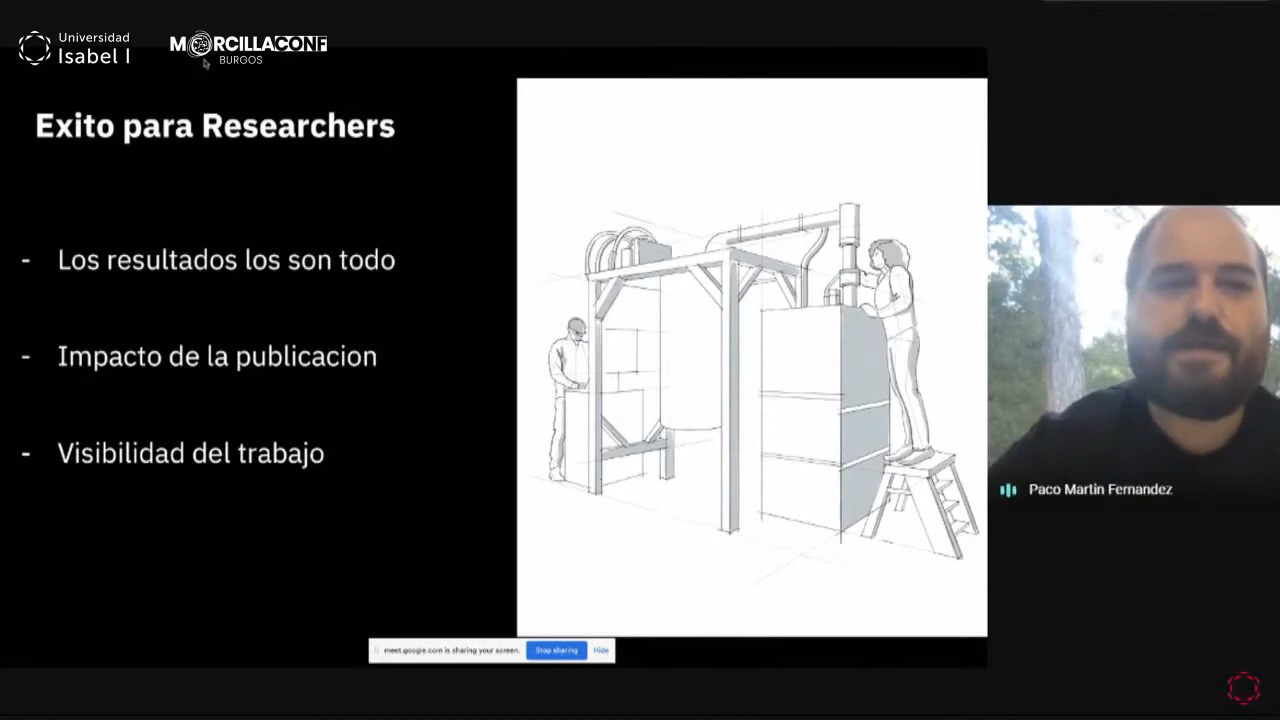 Universidad
Isabel I
MORCILLACONF
BURGOS
Exito para Researchers
- Los resultados los son todo
- Impacto de la publicacion
- Visibilidad del trabajo
Paco Martin Fernandez
meet.google.com is sharing your screen.
Stop sharing
Hide